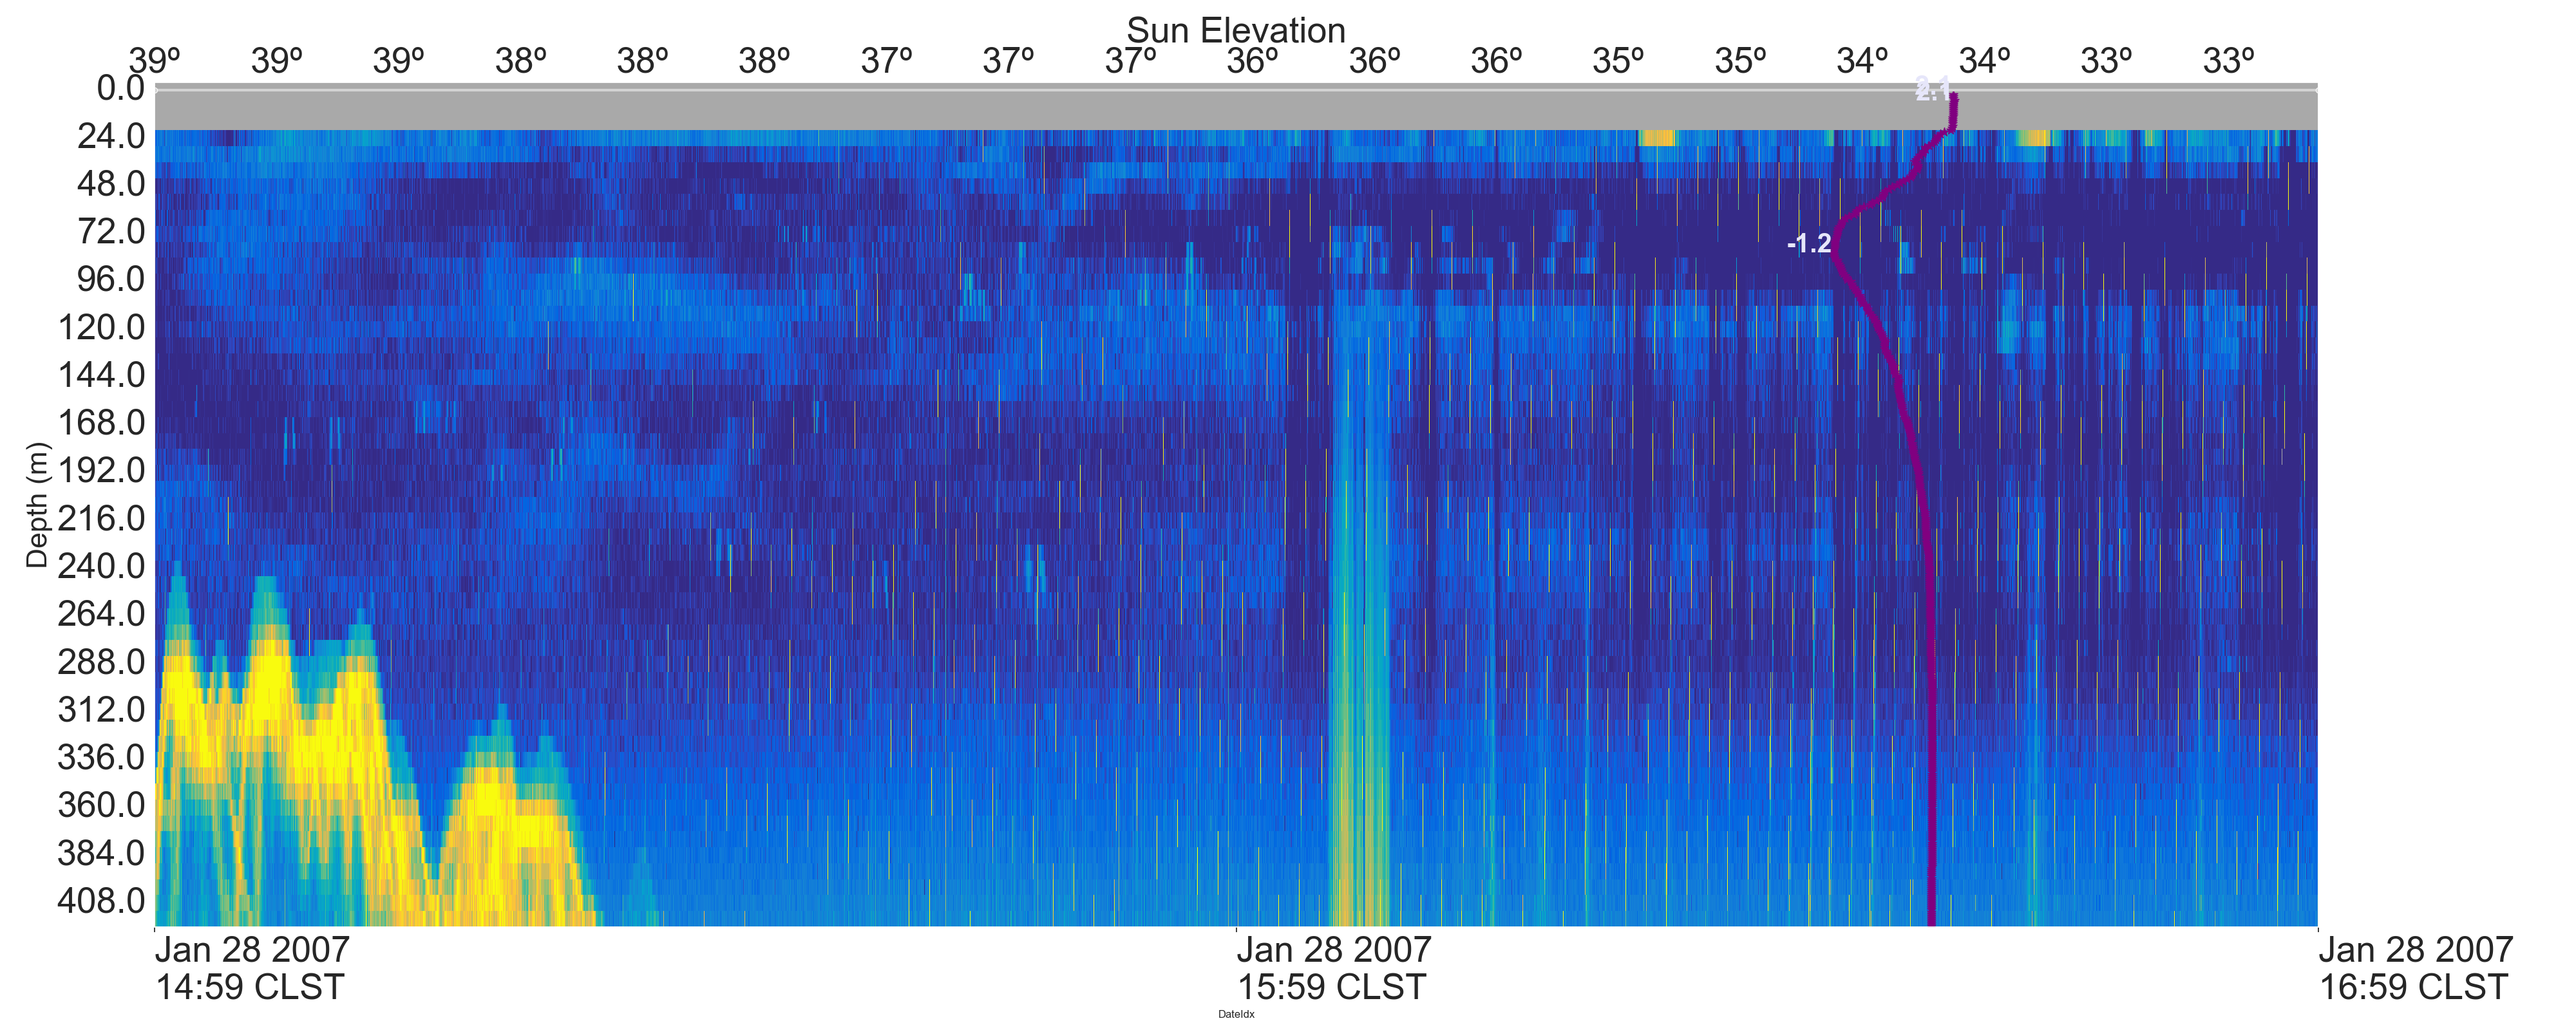 Sun Elevation
39º 39º 39º 38º 38º 38º 37º 37º 37º 36º 36º 36º 35º 35º 34º 34º 33º 33º
0.0
24.0
48.0
72.0
96.0
120.0
144.0
168.0
192.0
216.0
240.0
264.0
288.0
312.0
336.0
360.0
384.0
408.0
Depth (m)
2.1
-1.2
Jan 28 2007
14:59 CLST
Jan 28 2007
15:59 CLST
Jan 28 2007
16:59 CLST
DateIdx